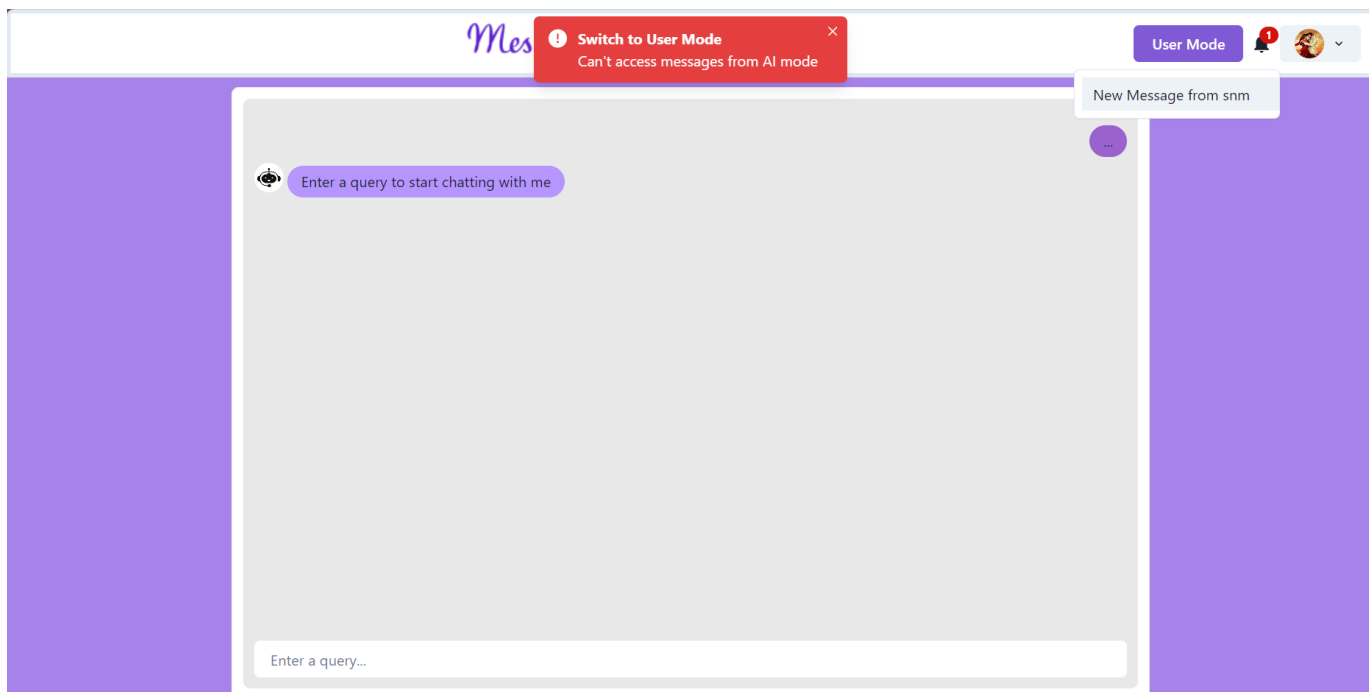 Mes
Switch to User Mode
Can't access messages from AI mode
User Mode
1
New Message from snm
...
Enter a query to start chatting with me
Enter a query...